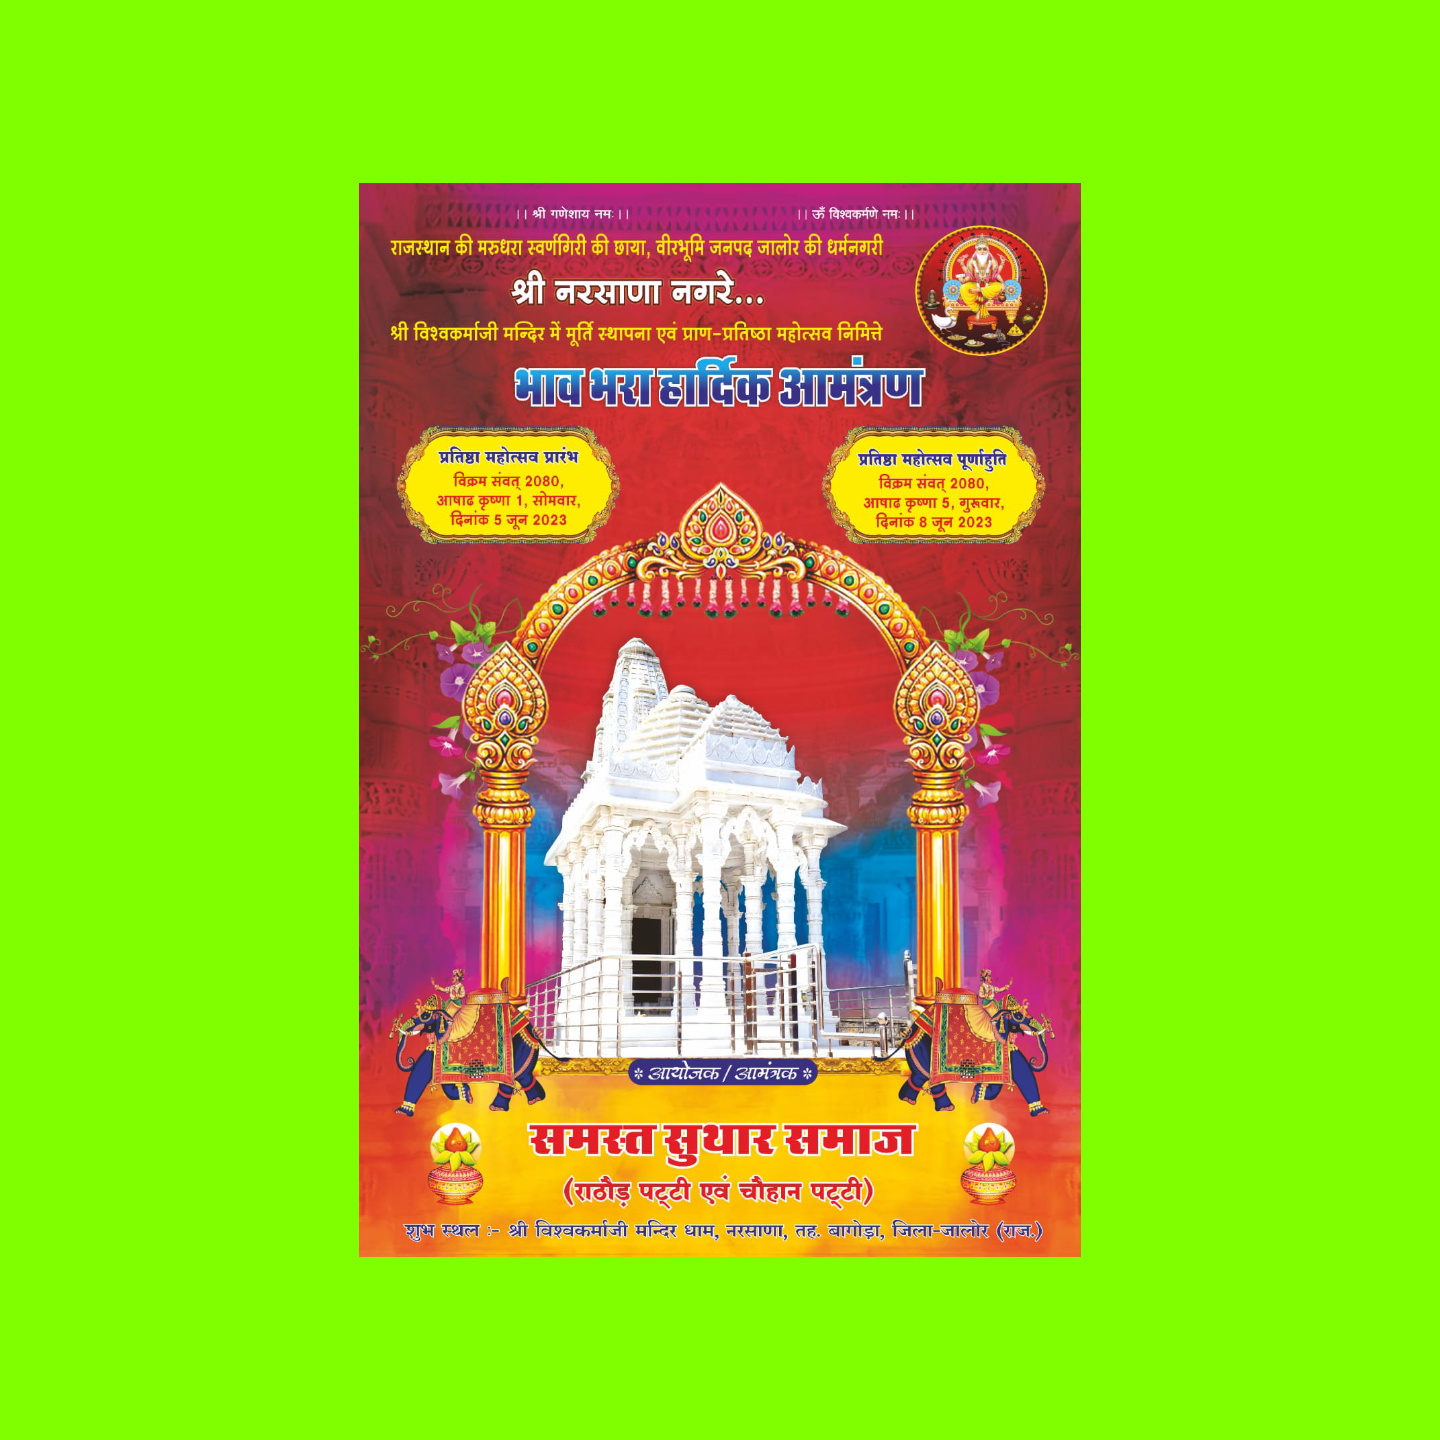 ।। श्री गणेशाय नमः ।।
।। ऊँ विश्वकर्मणे नमः ।।
राजस्थान की मरुधरा स्वर्णगिरी की छाया, वीरभूमि जनपद जालोर की धर्मनगरी
श्री नरसाणा नगरे...
श्री विश्वकर्माजी मन्दिर में मूर्ति स्थापना एवं प्राण-प्रतिष्ठा महोत्सव निमित्ते
भाव भरा हार्दिक आमंत्रण
प्रतिष्ठा महोत्सव प्रारंभ
विक्रम संवत् 2080,
आषाढ कृष्णा 1, सोमवार,
दिनांक 5 जून 2023
प्रतिष्ठा महोत्सव पूर्णाहुति
विक्रम संवत् 2080,
आषाढ कृष्णा 5, गुरूवार,
दिनांक 8 जून 2023
* आयोजक / आमंत्रक *
समस्त सुथार समाज
(राठौड़ पट्टी एवं चौहान पट्टी)
शुभ स्थल :- श्री विश्वकर्माजी मन्दिर धाम, नरसाणा, तह. बागोड़ा, जिला-जालोर (राज.)